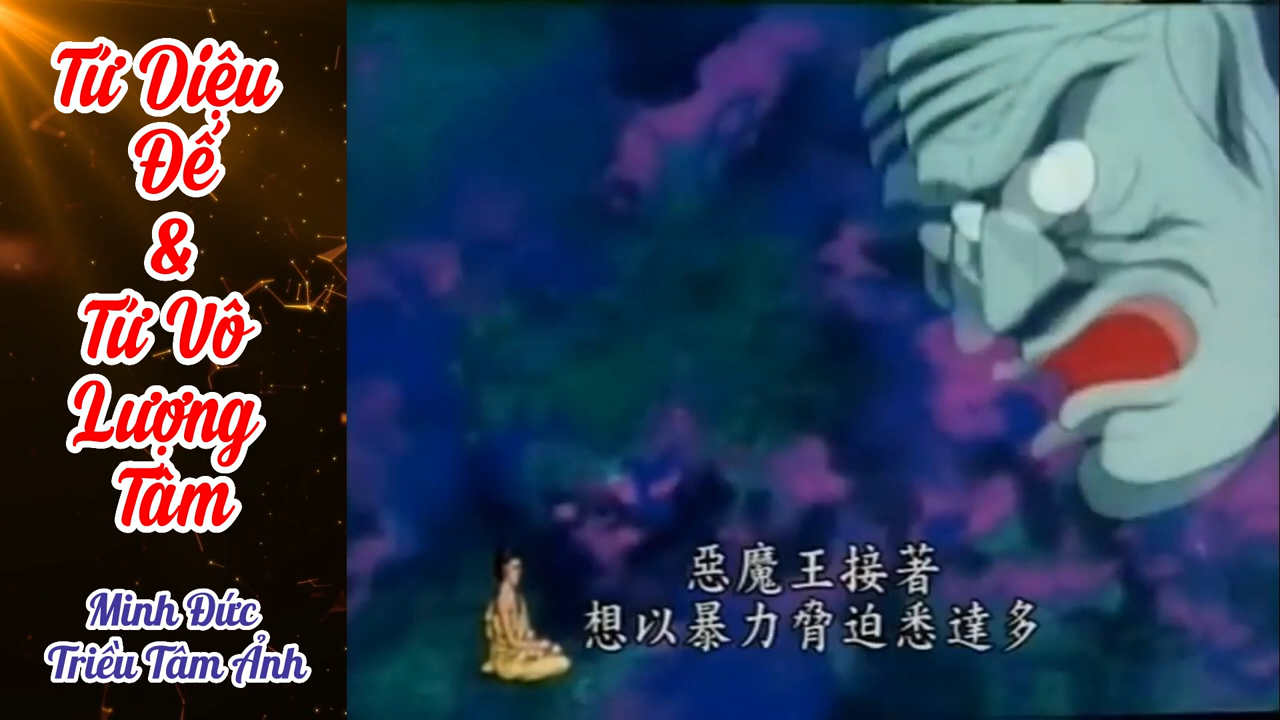 Tứ Diệu
Đế
&
Tứ Vô
Lượng
Tâm
Minh Đức
Triều Tâm Ảnh
惡魔王接著
想以暴力脅迫悉達多